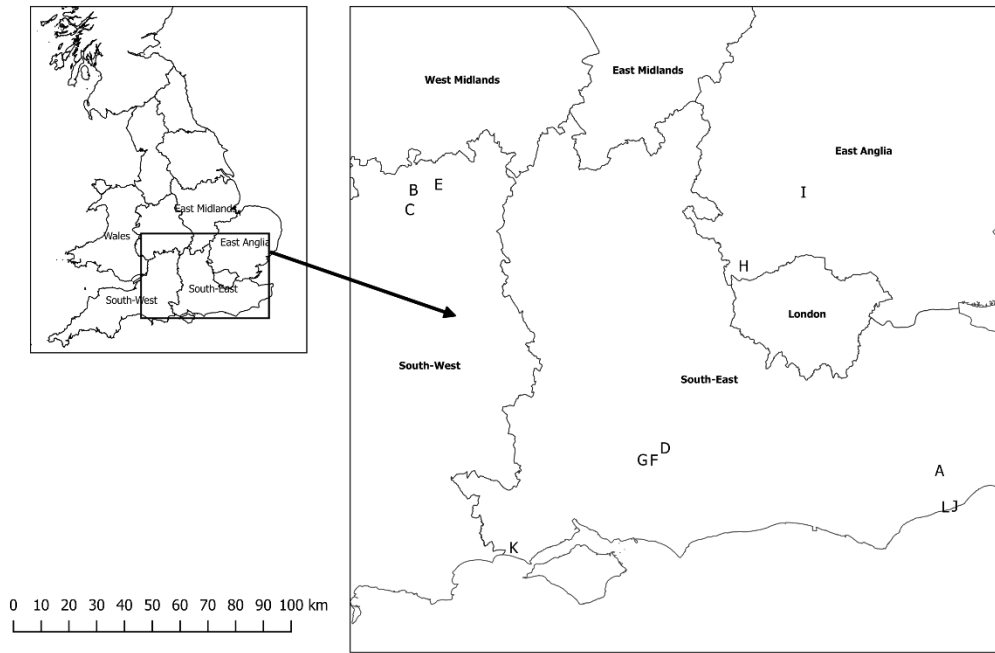 East Midlands
Wales
East Anglia
South-West
South-East
0 10 20 30 40 50 60 70 80 90 100 km
West Midlands
East Midlands
East Anglia
I
B
E
C
H
London
South-West
South-East
D
G F
A
L J
K